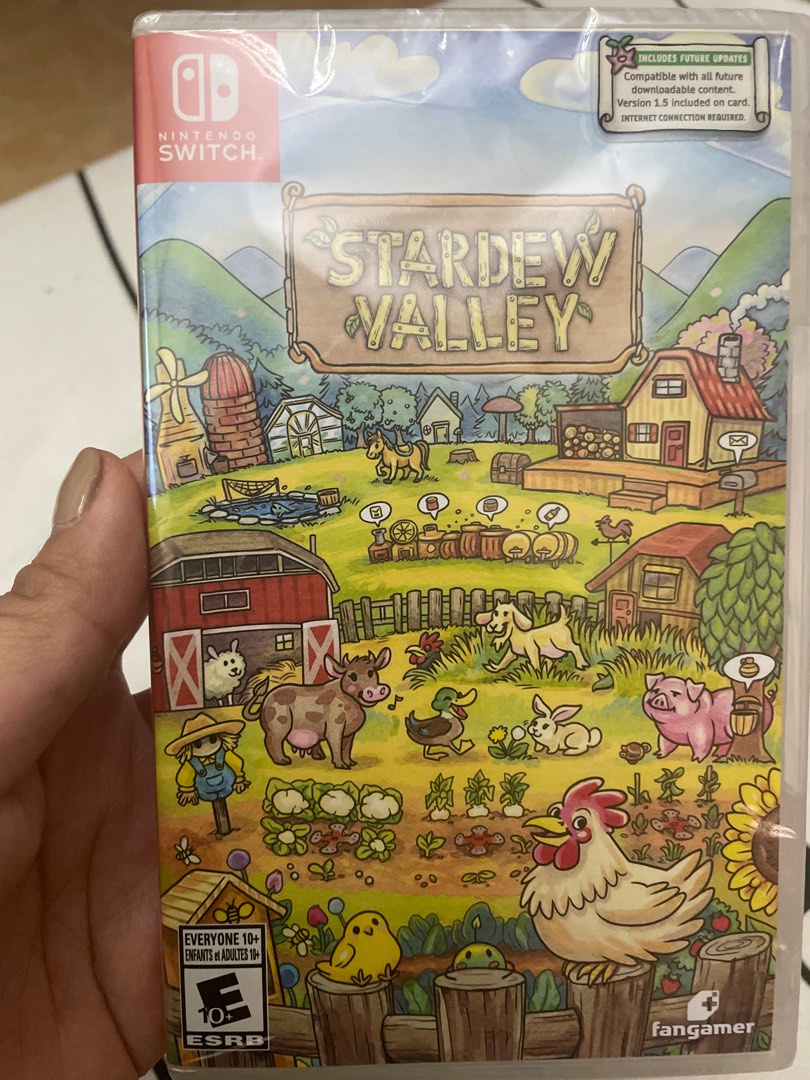 NINTENDO
SWITCH™
INCLUDES FUTURE UPDATES
Compatible with all future
downloadable content.
Version 1.5 included on card.
INTERNET CONNECTION REQUIRED.
STARDEW
VALLEY
EVERYONE 10+
ENFANTS et ADULTES 10+
E
10+
ESRB
fangamer